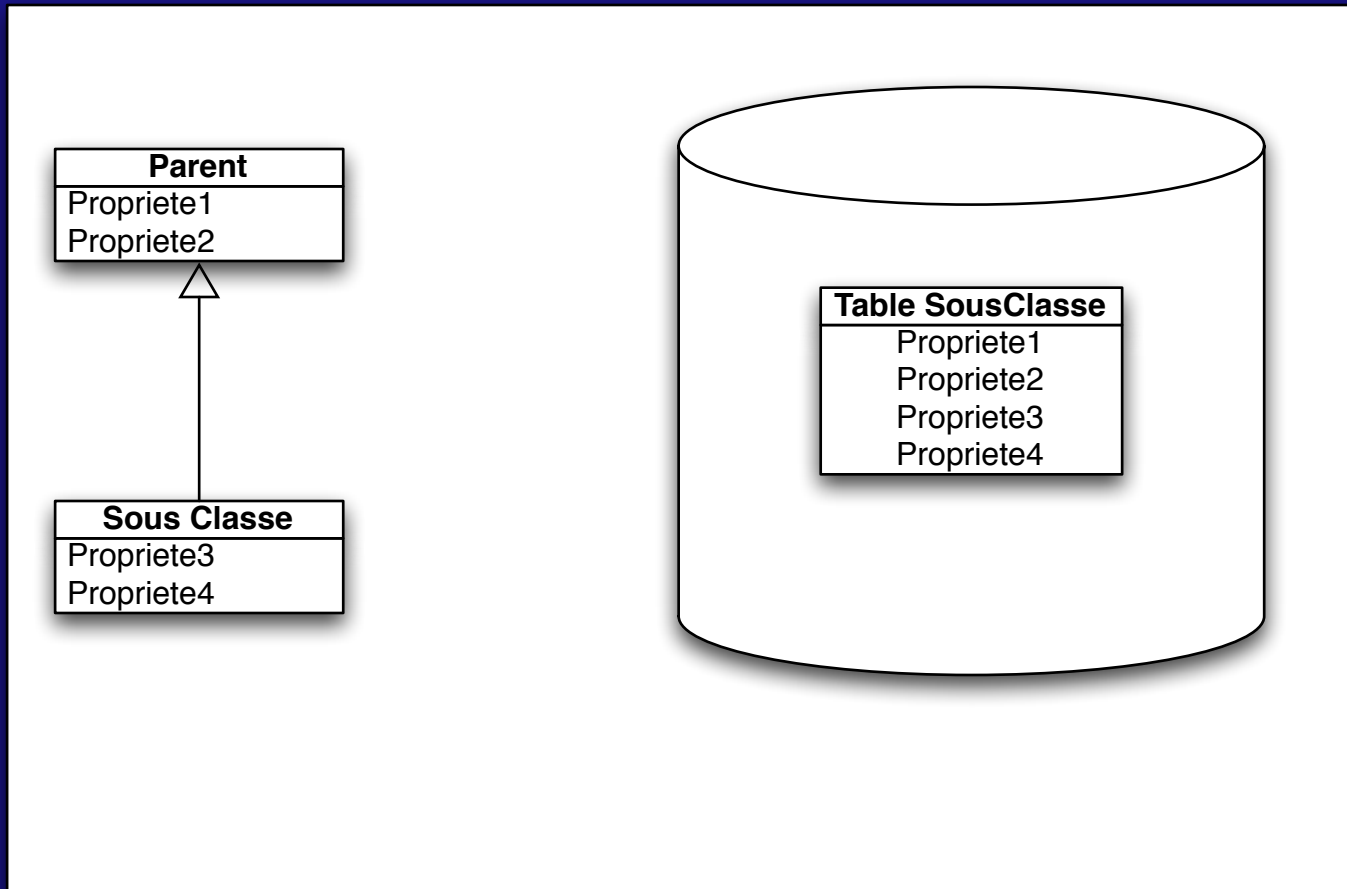 Parent
Propriete1
Propriete2
Sous Classe
Propriete3
Propriete4
Table SousClasse
Propriete1
Propriete2
Propriete3
Propriete4